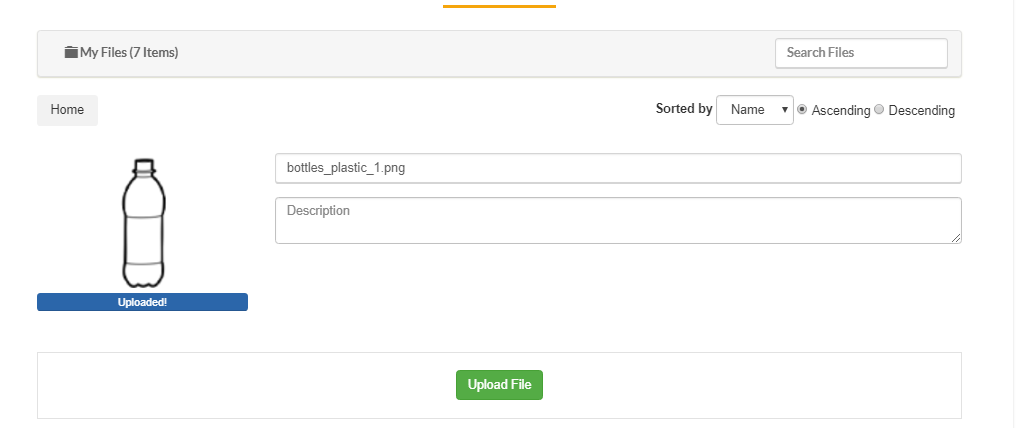 My Files (7 Items)
Search Files
Home
Sorted by Name Ascending Descending
bottles_plastic_1.png
Description
Uploaded!
Upload File